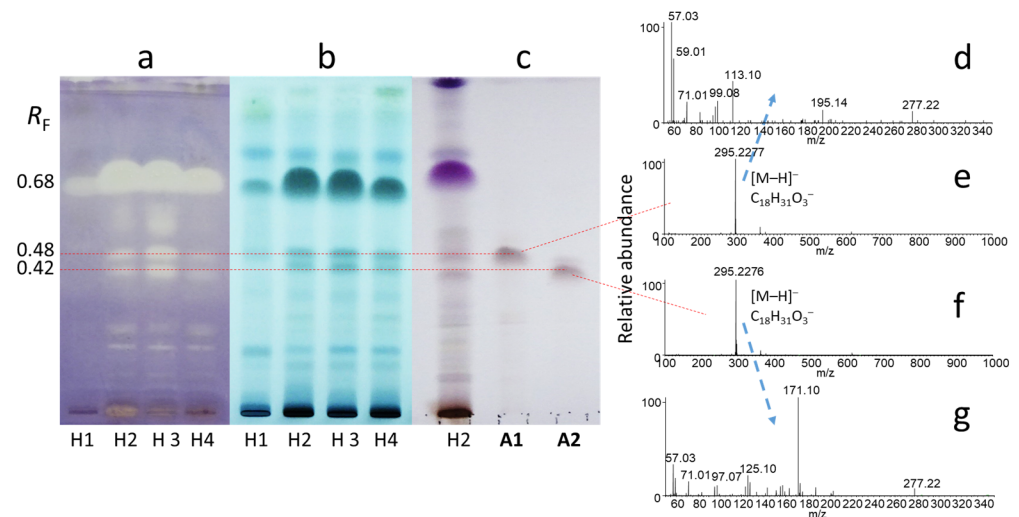 a
b
c
RF
0.68
0.48
0.42
H1 H2 H 3 H4
H1 H2 H 3 H4
H2 A1 A2
Relative abundance
d
100
0
57.03
59.01
71.01
99.08
113.10
195.14
277.22
60 80 100 120 140 160 180 200 220 240 260 280 300 320 340
m/z
e
100
0
295.2277
[M–H]–
C18H31O3–
100 200 300 400 500 600 700 800 900 1000
m/z
f
100
0
295.2276
[M–H]–
C18H31O3–
100 200 300 400 500 600 700 800 900 1000
m/z
g
100
0
57.03
71.01
97.07
125.10
171.10
277.22
60 80 100 120 140 160 180 200 220 240 260 280 300 320 340
m/z